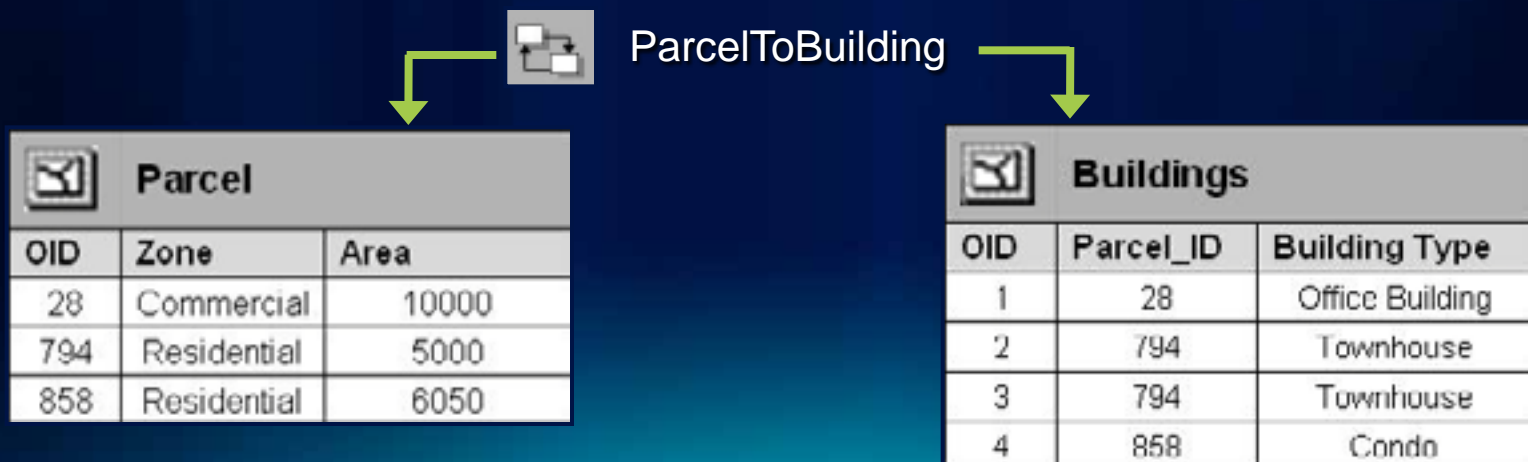 ParcelToBuilding
Parcel
OID Zone Area
28 Commercial 10000
794 Residential 5000
858 Residential 6050
Buildings
OID Parcel_ID Building Type
1 28 Office Building
2 794 Townhouse
3 794 Townhouse
4 858 Condo